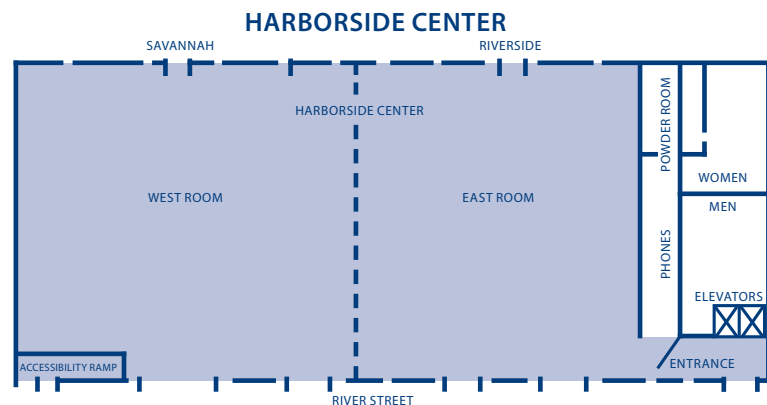 HARBORSIDE CENTER
SAVANNAH
RIVERSIDE
HARBORSIDE CENTER
POWDER ROOM
WOMEN
WEST ROOM
EAST ROOM
MEN
PHONES
ELEVATORS
ACCESSIBILITY RAMP
ENTRANCE
RIVER STREET